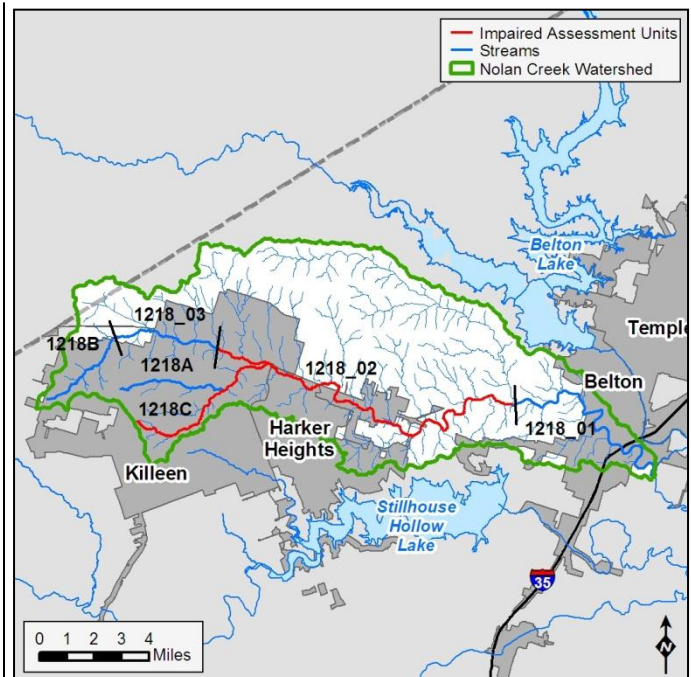 Impaired Assessment Units
Streams
Nolan Creek Watershed
Belton
Lake
1218_03
1218B
Temple
1218A
1218_02
Belton
1218C
1218_01
Harker
Heights
Killeen
Stillhouse
Hollow
Lake
35
0 1 2 3 4
Miles
N